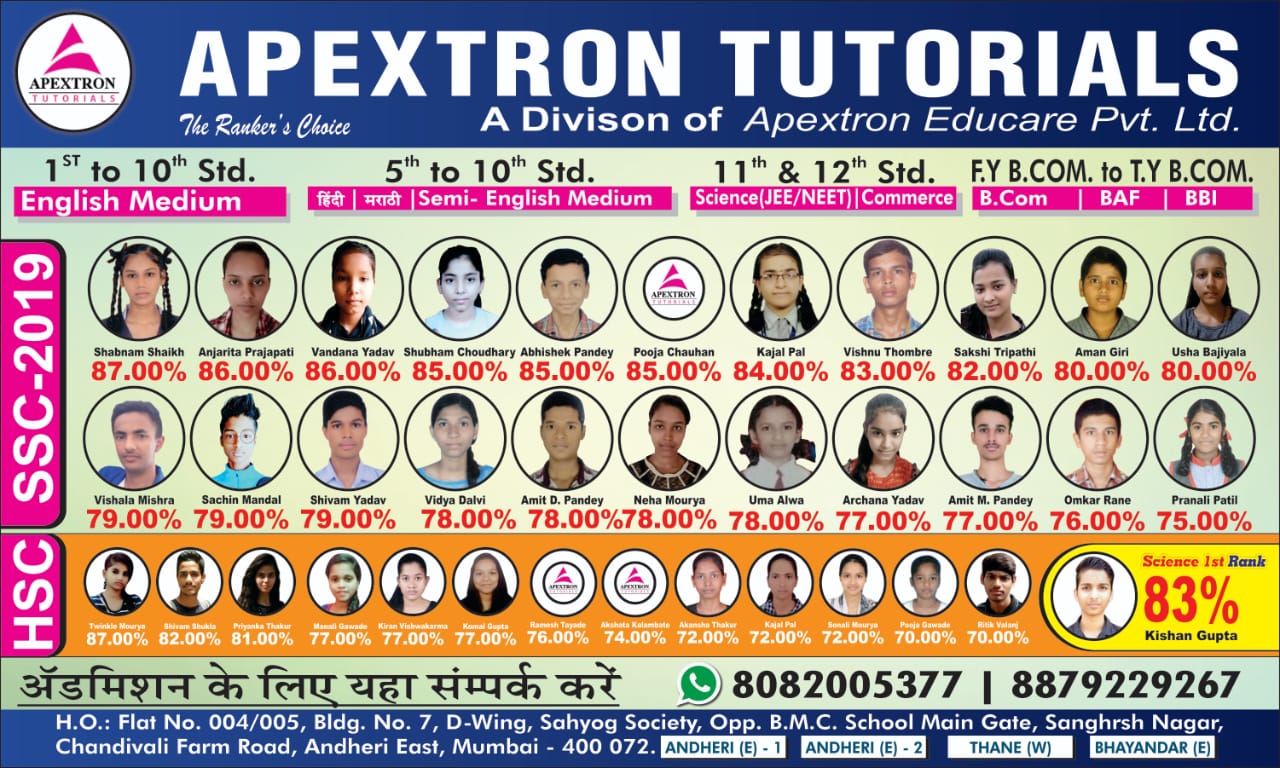 APEXTRON
TUTORIALS
APEXTRON TUTORIALS
The Ranker's Choice
A Divison of Apextron Educare Pvt. Ltd.
1ST to 10th Std.
English Medium
5th to 10th Std.
हिंदी | मराठी |Semi- English Medium
11th & 12th Std.
Science(JEE/NEET)|Commerce
F.Y B.COM. to T.Y B.COM.
B.Com | BAF | BBI
SSC-2019
APEXTRON
TUTORIALS
Shabnam Shaikh Anjarita Prajapati Vandana Yadav Shubham Choudhary Abhishek Pandey Pooja Chauhan Kajal Pal Vishnu Thombre Sakshi Tripathi Aman Giri Usha Bajiyala
87.00% 86.00% 86.00% 85.00% 85.00% 85.00% 84.00% 83.00% 82.00% 80.00% 80.00%
Vishala Mishra Sachin Mandal Shivam Yadav Vidya Dalvi Amit D. Pandey Neha Mourya Uma Alwa Archana Yadav Amit M. Pandey Omkar Rane Pranali Patil
79.00% 79.00% 79.00% 78.00% 78.00% 78.00% 78.00% 77.00% 77.00% 76.00% 75.00%
HSC
APEXTRON APEXTRON
TUTORIALS TUTORIALS
Twinkle Mourya Shivam Shukla Priyanka Thakur Manali Gawade Kiran Vishwakarma Komal Gupta Ramesh Tayade Akshata Kalambate Akansha Thakur Kajal Pal Sonali Mourya Pooja Gawade Ritik Valanj
87.00% 82.00% 81.00% 77.00% 77.00% 77.00% 76.00% 74.00% 72.00% 72.00% 72.00% 70.00% 70.00%
Science 1st Rank
83%
Kishan Gupta
ॲडमिशन के लिए यहा संम्पर्क करें
8082005377 | 8879229267
H.O.: Flat No. 004/005, Bldg. No. 7, D-Wing, Sahyog Society, Opp. B.M.C. School Main Gate, Sanghrsh Nagar,
Chandivali Farm Road, Andheri East, Mumbai - 400 072. ANDHERI (E) - 1 ANDHERI (E) - 2 THANE (W) BHAYANDAR (E)